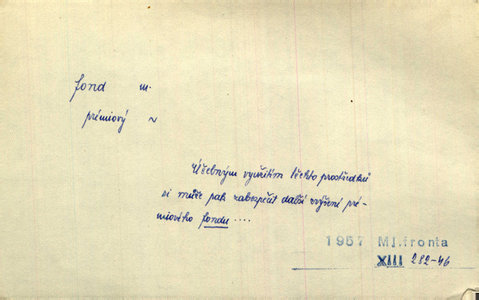 fond m.
prémiový ~
Účelným využitím těchto prostředků
si může pak zabezpečit další zvýšení pré-
miového fondu ....
1957 Ml. fronta
XIII 282-46